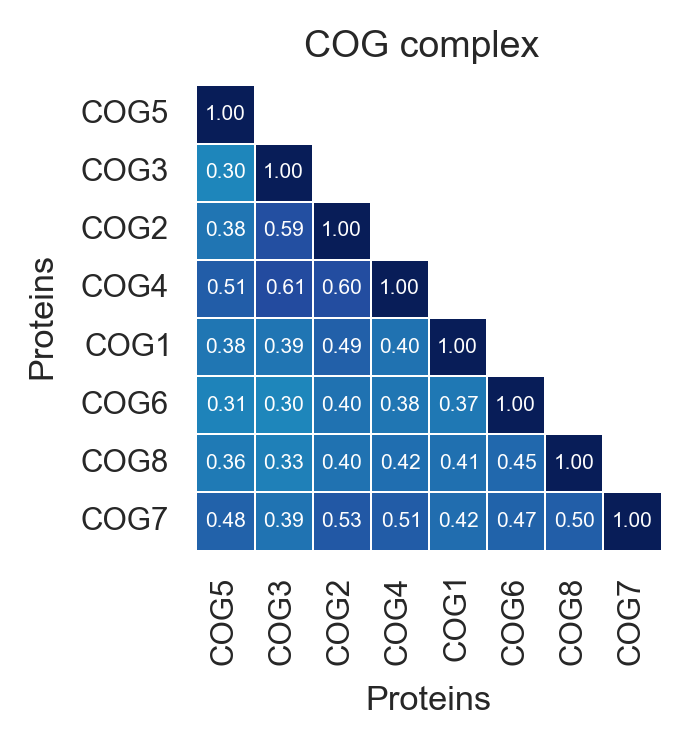 COG complex
COG5 1.00
COG3 0.30 1.00
COG2 0.38 0.59 1.00
COG4 0.51 0.61 0.60 1.00
COG1 0.38 0.39 0.49 0.40 1.00
COG6 0.31 0.30 0.40 0.38 0.37 1.00
COG8 0.36 0.33 0.40 0.42 0.41 0.45 1.00
COG7 0.48 0.39 0.53 0.51 0.42 0.47 0.50 1.00
Proteins
COG5 COG3 COG2 COG4 COG1 COG6 COG8 COG7
Proteins